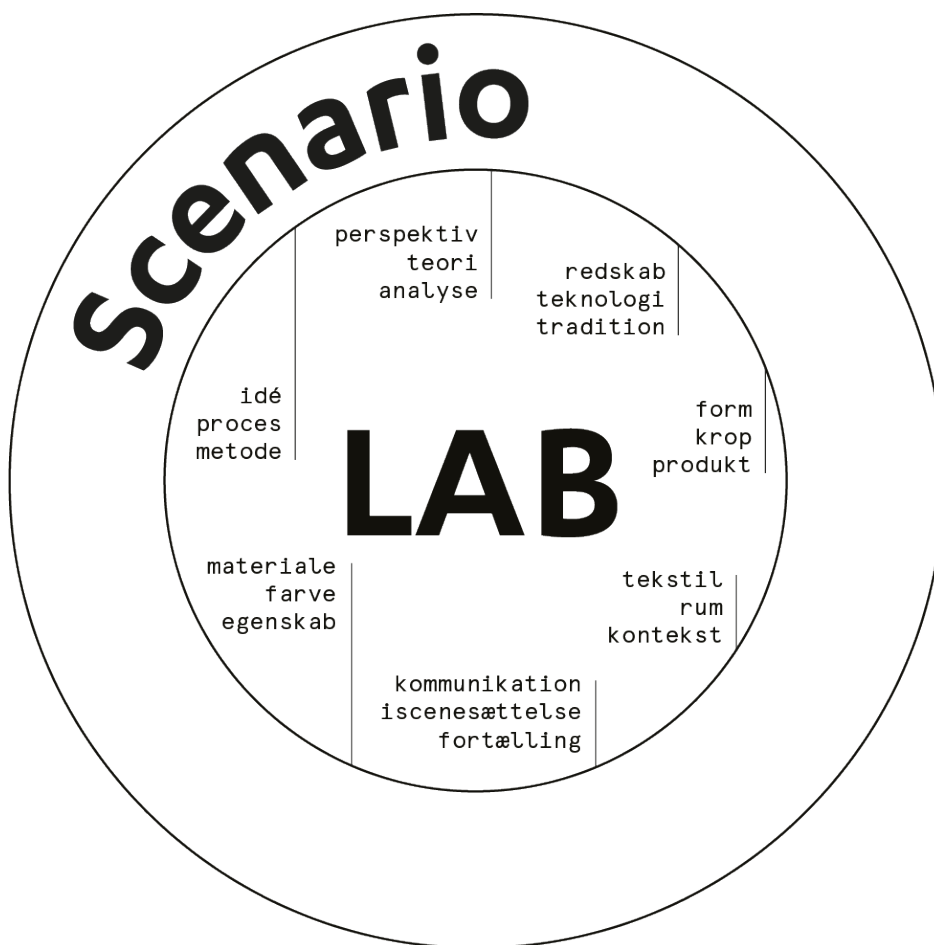 Scenario
perspektiv
teori
analyse
redskab
teknologi
tradition
idé
proces
metode
form
krop
produkt
LAB
materiale
farve
egenskab
tekstil
rum
kontekst
kommunikation
iscenesættelse
fortælling